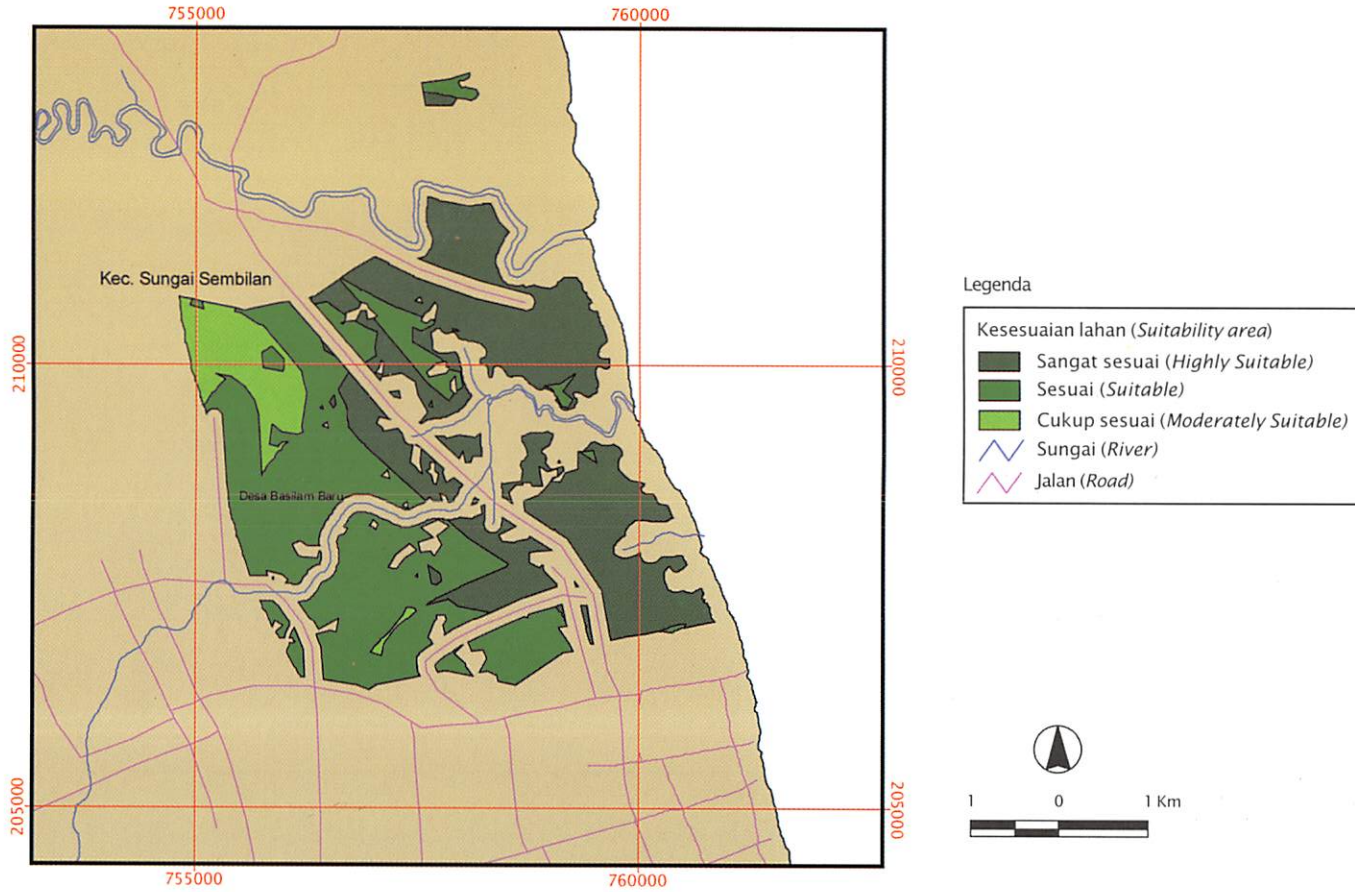 755000
760000
Kec. Sungai Sembilan
210000
210000
Desa Basilam Baru
205000
205000
755000
760000
Legenda
Kesesuaian lahan (Suitability area)
Sangat sesuai (Highly Suitable)
Sesuai (Suitable)
Cukup sesuai (Moderately Suitable)
Sungai (River)
Jalan (Road)
1 0 1 Km